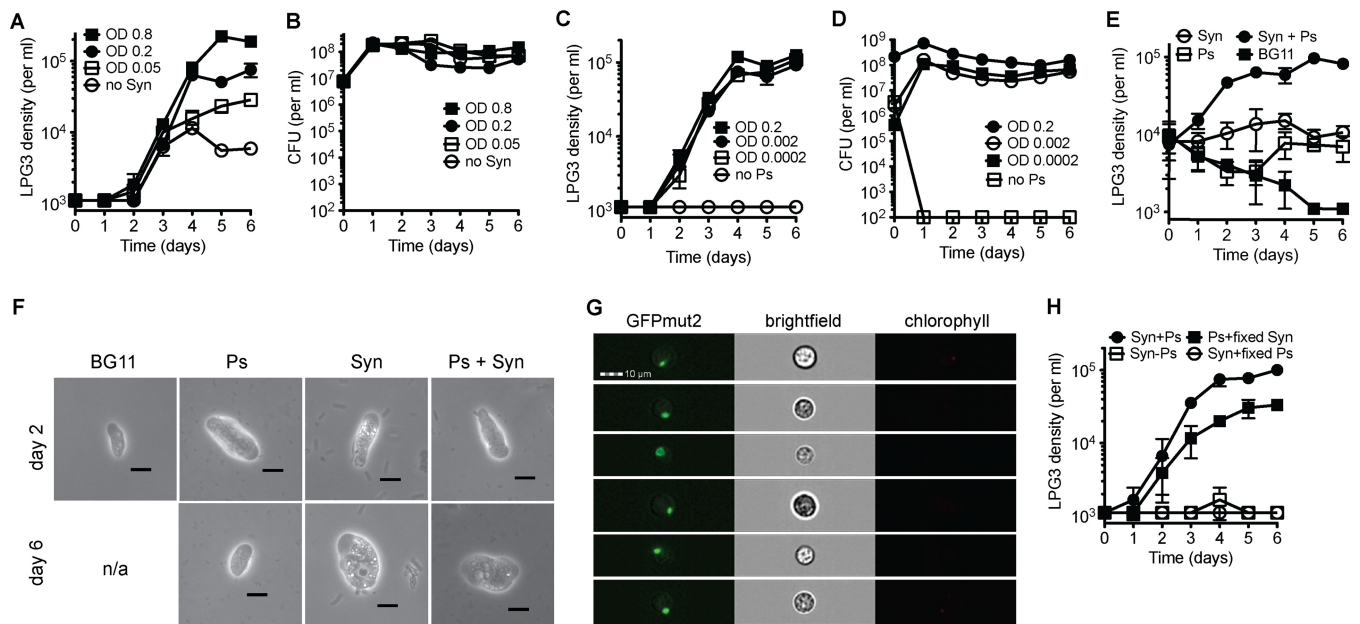 A
LPG3 density (per ml)
OD 0.8
OD 0.2
OD 0.05
no Syn
10^5
10^4
10^3
0 1 2 3 4 5 6
Time (days)
B
CFU (per ml)
10^8
10^7
10^6
10^5
10^4
10^3
10^2
OD 0.8
OD 0.2
OD 0.05
no Syn
0 1 2 3 4 5 6
Time (days)
C
LPG3 density (per ml)
10^5
10^4
10^3
OD 0.2
OD 0.002
OD 0.0002
no Ps
0 1 2 3 4 5 6
Time (days)
D
CFU (per ml)
10^9
10^8
10^7
10^6
10^5
10^4
10^3
10^2
OD 0.2
OD 0.002
OD 0.0002
no Ps
0 1 2 3 4 5 6
Time (days)
E
Syn Syn + Ps
Ps BG11
LPG3 density (per ml)
10^5
10^4
10^3
0 1 2 3 4 5 6
Time (days)
F
BG11 Ps Syn Ps + Syn
day 2
day 6
n/a
G
GFPmut2 brightfield chlorophyll
10 µm
H
Syn+Ps Ps+fixed Syn
Syn-Ps Syn+fixed Ps
LPG3 density (per ml)
10^5
10^4
10^3
0 1 2 3 4 5 6
Time (days)